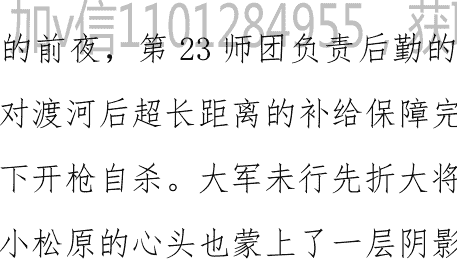 加v信1101284955，获
的前夜，第 23 师团负责后勤的
对渡河后超长距离的补给保障完
下开枪自杀。大军未行先折大将
小松原的心头也蒙上了一层阴影